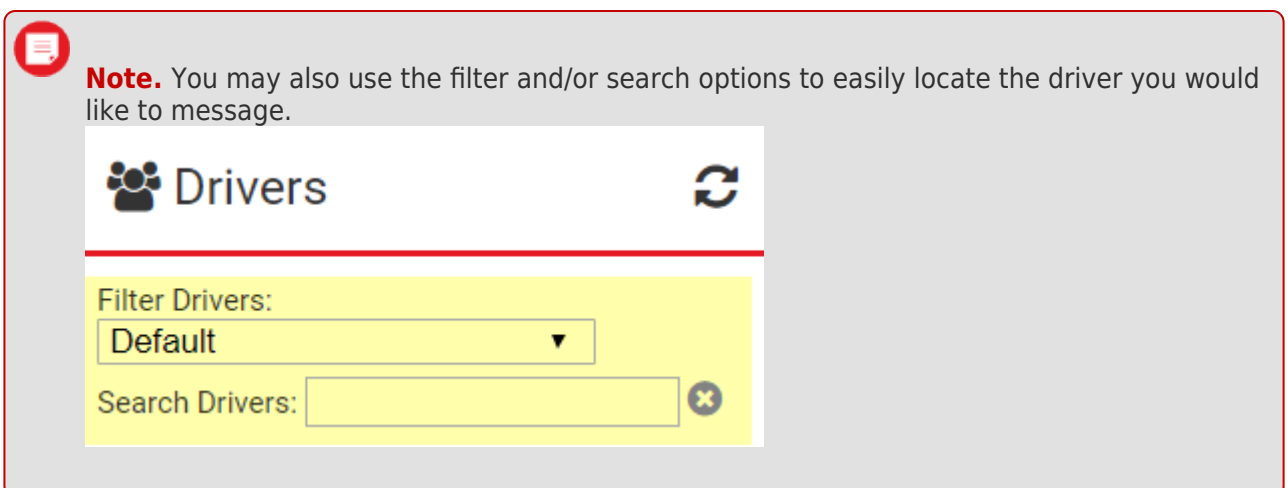 Note. You may also use the filter and/or search options to easily locate the driver you would
like to message.
Drivers
Filter Drivers:
Default
Search Drivers: